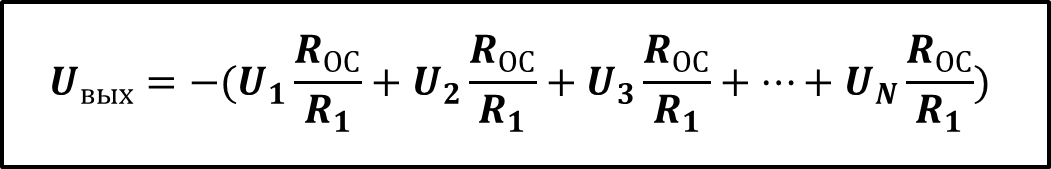 U_вых = −(U_1 R_ОС/R_1 + U_2 R_ОС/R_1 + U_3 R_ОС/R_1 + ⋯ + U_N R_ОС/R_1)